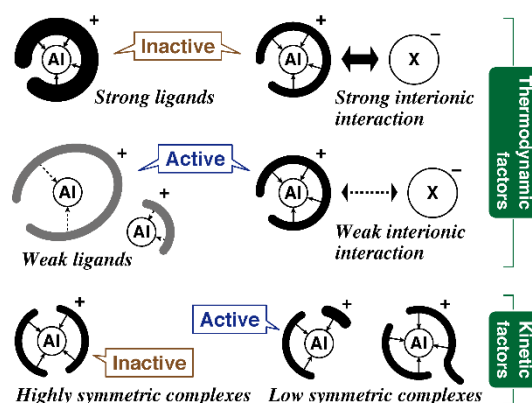 +
Inactive
+
−
Al
Al
X
Strong ligands
Strong interionic
interaction
Thermodynamic
factors
+
Active
+
−
Al
+
Al
Al
X
Weak ligands
Weak interionic
interaction
+
Active
+
+
Al
Al
Al
Inactive
Kinetic
factors
Highly symmetric complexes
Low symmetric complexes